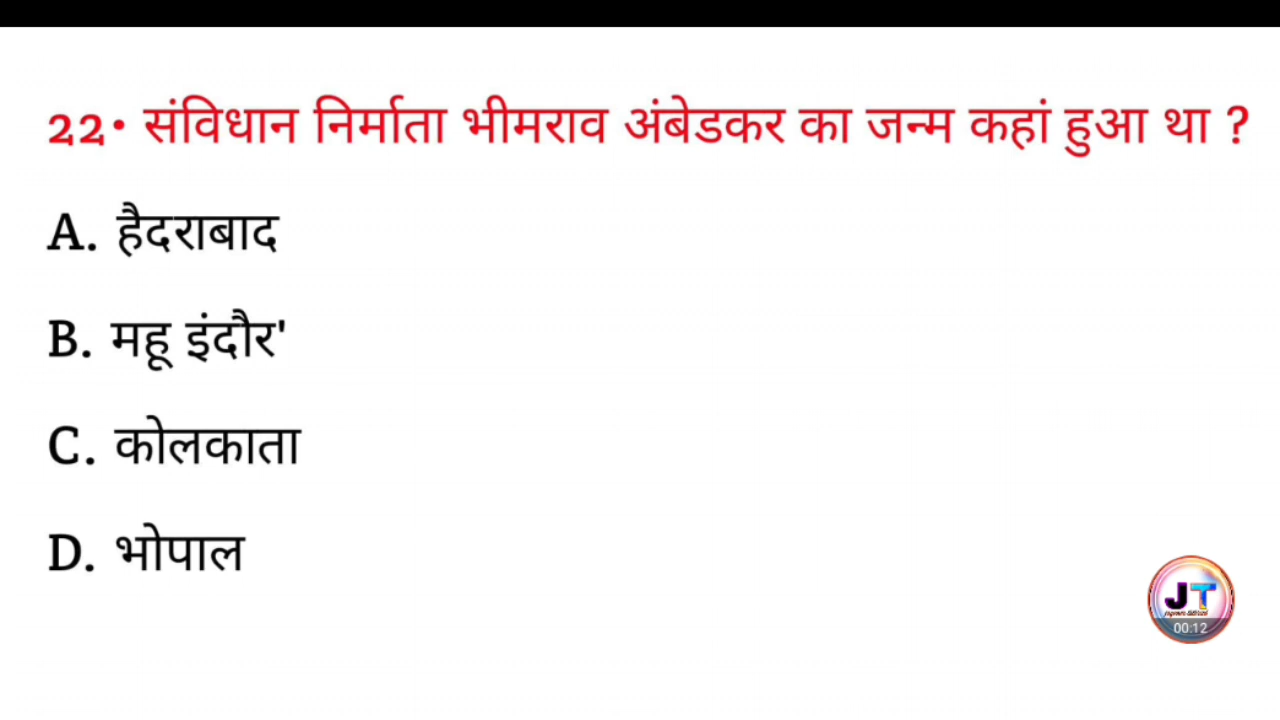 22• संविधान निर्माता भीमराव अंबेडकर का जन्म कहां हुआ था ?
A. हैदराबाद
B. महू इंदौर'
C. कोलकाता
D. भोपाल
JT
00:12